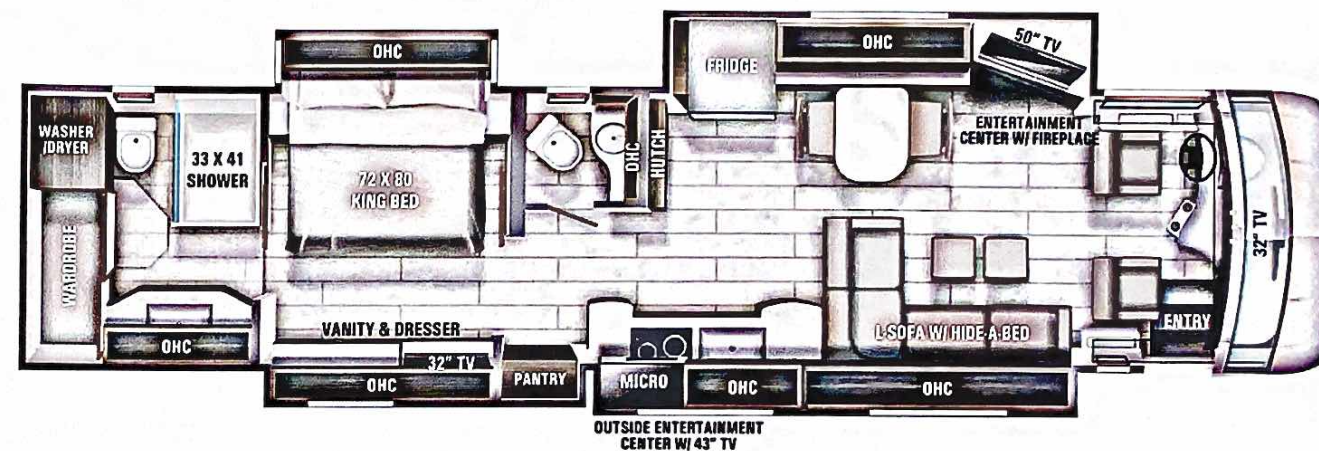 OHC
OHC
50" TV
FRIDGE
ENTERTAINMENT
CENTER W/ FIREPLACE
WASHER
/DRYER
33 X 41
SHOWER
72 X 80
KING BED
OHC
HUTCH
32" TV
WARDROBE
VANITY & DRESSER
L-SOFA W/ HIDE-A-BED
ENTRY
OHC
32" TV
OHC
PANTRY
MICRO
OHC
OHC
OUTSIDE ENTERTAINMENT
CENTER W/ 43" TV